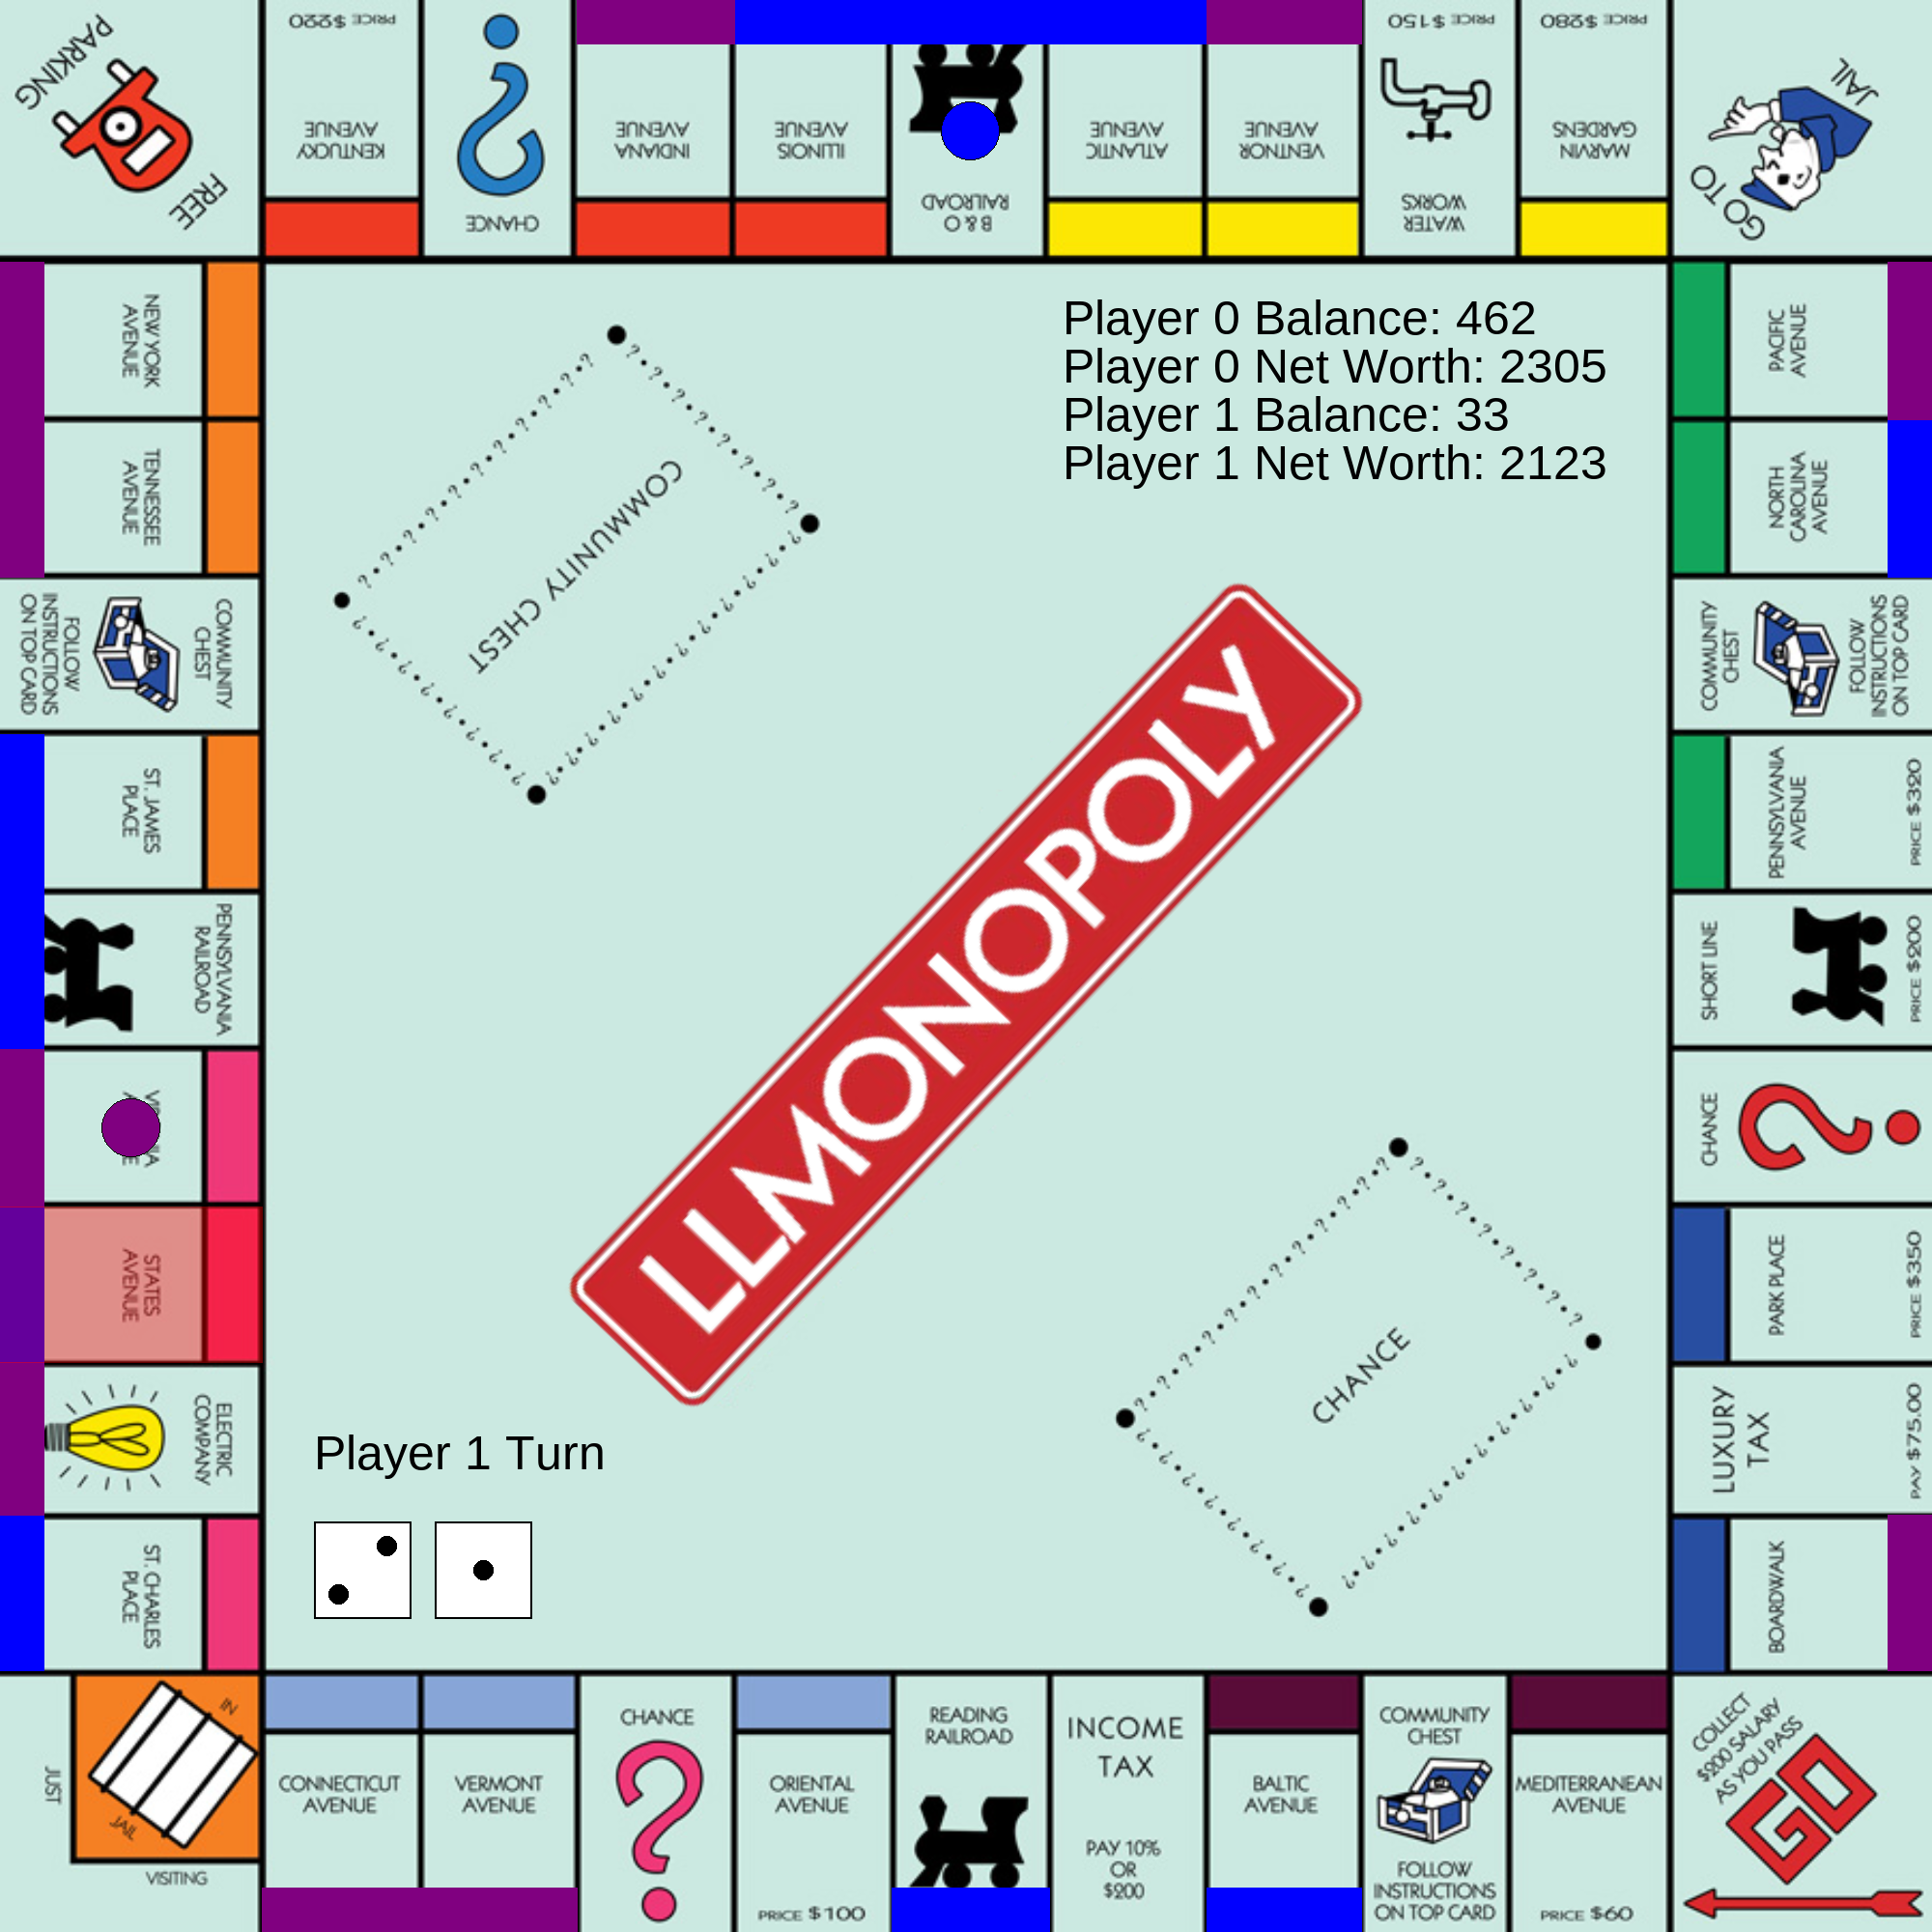 FREE
PARKING
PRICE $220
KENTUCKY
AVENUE
CHANCE
INDIANA
AVENUE
ILLINOIS
AVENUE
B & O
RAILROAD
ATLANTIC
AVENUE
VENTNOR
AVENUE
PRICE $150
WATER
WORKS
PRICE $280
MARVIN
GARDENS
GO TO
JAIL
NEW YORK
AVENUE
TENNESSEE
AVENUE
COMMUNITY
CHEST
FOLLOW
INSTRUCTIONS
ON TOP CARD
ST. JAMES
PLACE
PENNSYLVANIA
RAILROAD
STATES
AVENUE
ELECTRIC
COMPANY
ST. CHARLES
PLACE
Player 0 Balance: 462
Player 0 Net Worth: 2305
Player 1 Balance: 33
Player 1 Net Worth: 2123
COMMUNITY CHEST
LLMONOPOLY
CHANCE
Player 1 Turn
PACIFIC
AVENUE
NORTH
CAROLINA
AVENUE
COMMUNITY
CHEST
FOLLOW
INSTRUCTIONS
ON TOP CARD
PENNSYLVANIA
AVENUE
PRICE $320
SHORT LINE
PRICE $200
CHANCE
PARK PLACE
PRICE $350
LUXURY
TAX
PAY $75.00
BOARDWALK
JUST
VISITING
IN
JAIL
CONNECTICUT
AVENUE
VERMONT
AVENUE
CHANCE
ORIENTAL
AVENUE
PRICE $100
READING
RAILROAD
INCOME
TAX
PAY 10%
OR
$200
BALTIC
AVENUE
COMMUNITY
CHEST
FOLLOW
INSTRUCTIONS
ON TOP CARD
MEDITERRANEAN
AVENUE
PRICE $60
COLLECT
$200 SALARY
AS YOU PASS
GO